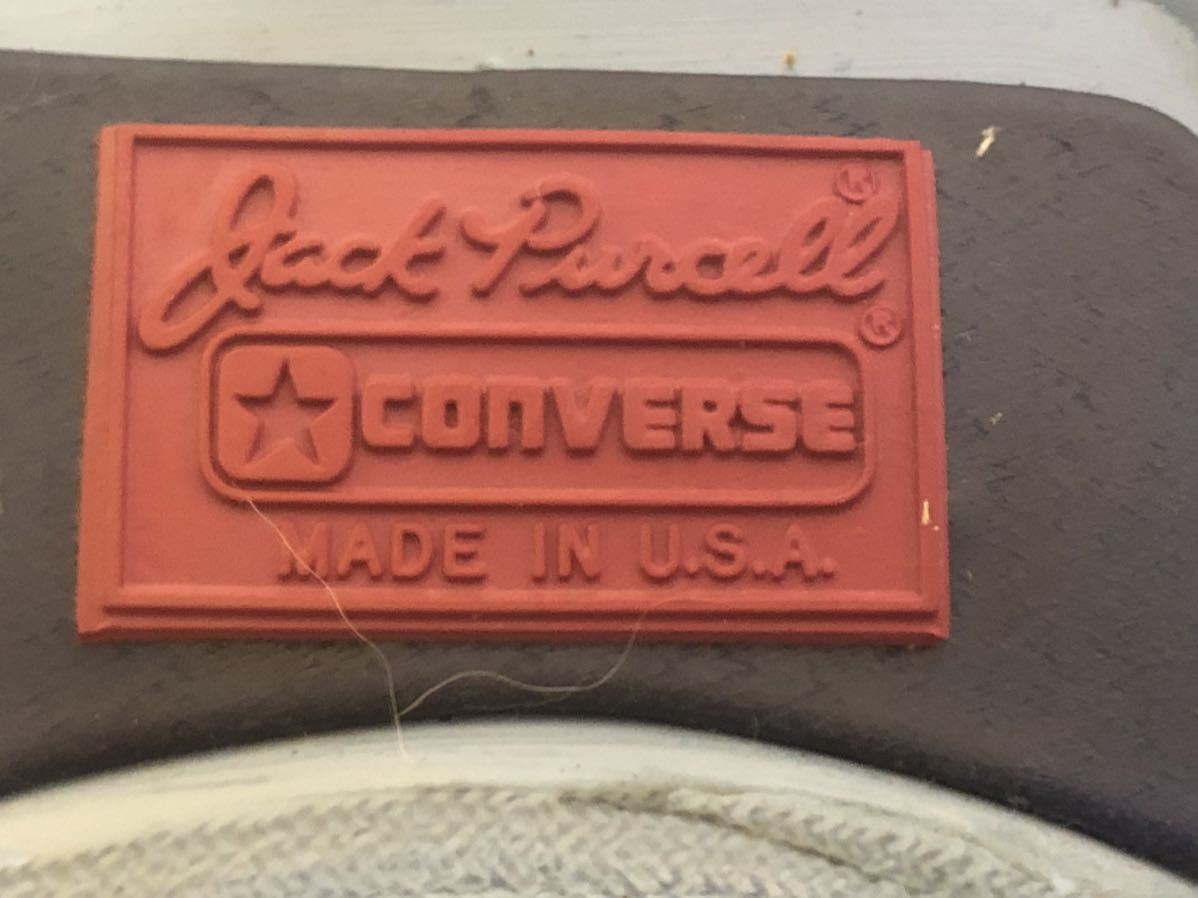 Jack Purcell ®
★ CONVERSE ®
MADE IN U.S.A.